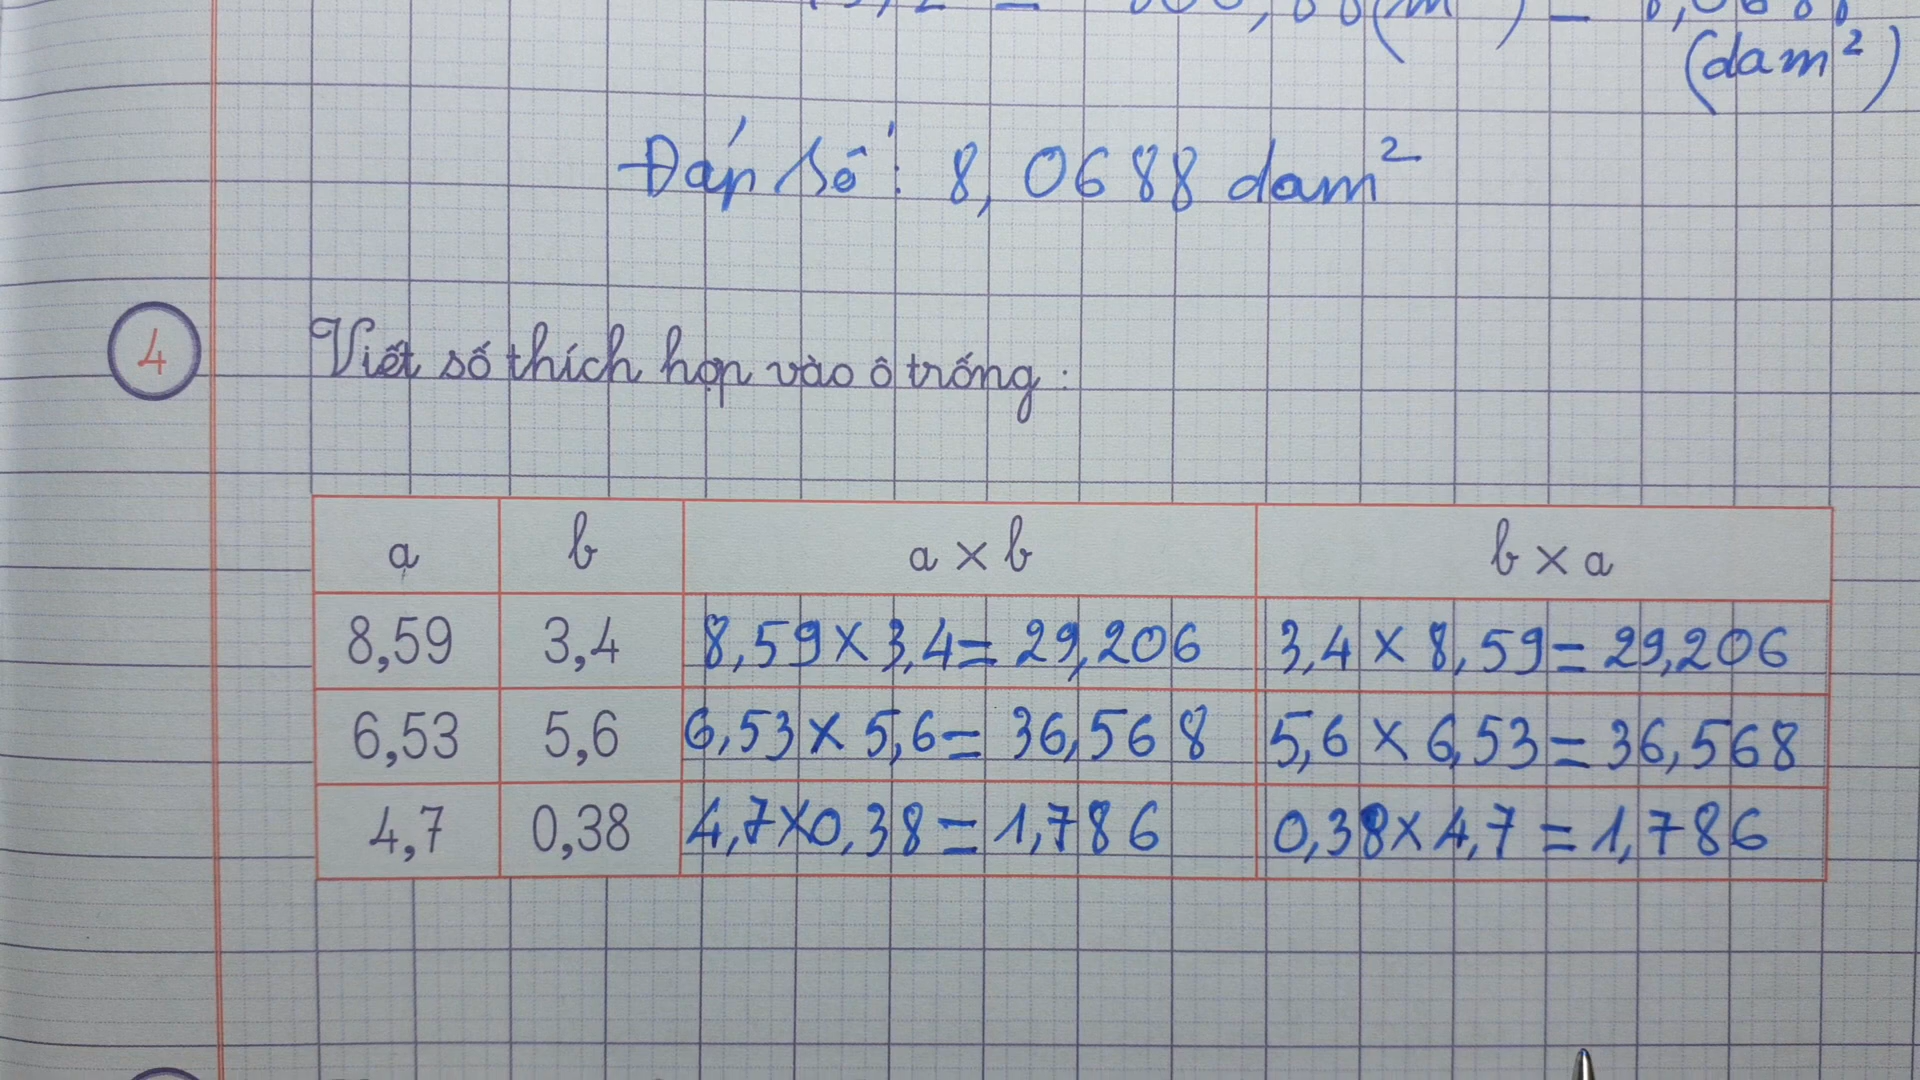 (dam²)
Đáp số: 8,0688 dam²
4 Viết số thích hợp vào ô trống:
a b a × b b × a
8,59 3,4 8,59 × 3,4 = 29,206 3,4 × 8,59 = 29,206
6,53 5,6 6,53 × 5,6 = 36,568 5,6 × 6,53 = 36,568
4,7 0,38 4,7 × 0,38 = 1,786 0,38 × 4,7 = 1,786